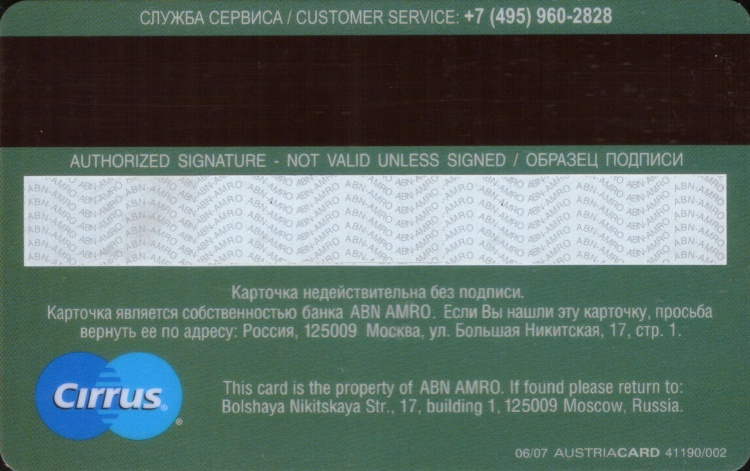 СЛУЖБА СЕРВИСА / CUSTOMER SERVICE: +7 (495) 960-2828
AUTHORIZED SIGNATURE - NOT VALID UNLESS SIGNED / ОБРАЗЕЦ ПОДПИСИ
ABN-AMRO
Карточка недействительна без подписи.
Карточка является собственностью банка ABN AMRO. Если Вы нашли эту карточку, просьба
вернуть ее по адресу: Россия, 125009 Москва, ул. Большая Никитская, 17, стр. 1.
Cirrus®
This card is the property of ABN AMRO. If found please return to:
Bolshaya Nikitskaya Str., 17, building 1, 125009 Moscow, Russia.
06/07 AUSTRIACARD 41190/002